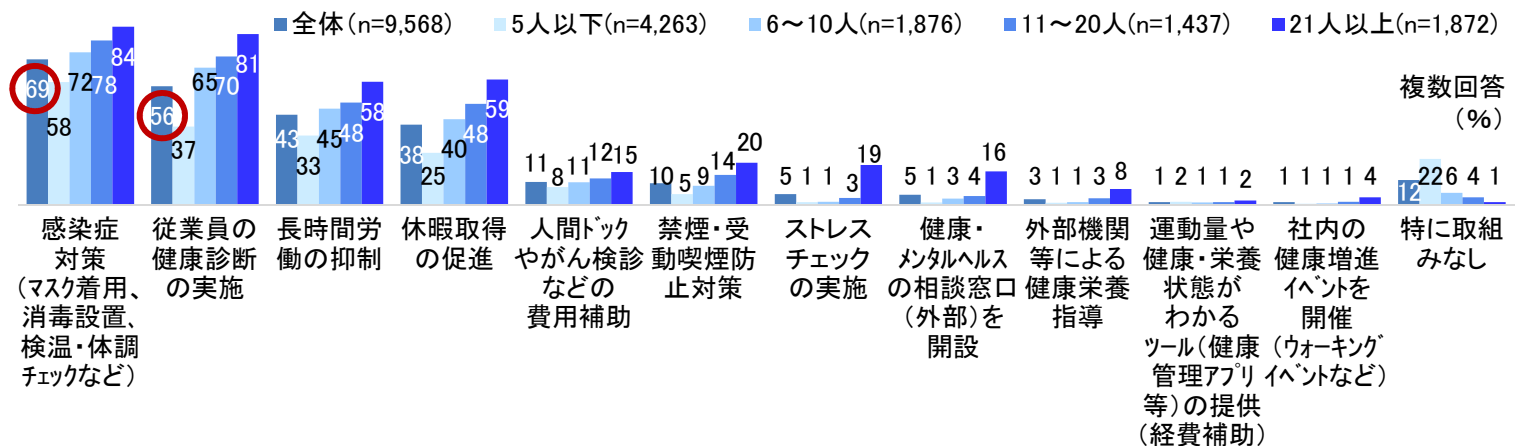 ■全体(n=9,568) ■5人以下(n=4,263) ■6～10人(n=1,876) ■11～20人(n=1,437) ■21人以上(n=1,872)
複数回答
(％)
69 58 72 78 84
56 37 65 70 81
43 33 45 48 58
38 25 40 48 59
11 8 11 12 15
10 5 9 14 20
5 1 1 3 19
5 1 3 4 16
3 1 1 3 8
1 2 1 1 2
1 1 1 1 4
12 22 6 4 1
感染症
対策
(ﾏｽｸ着用、
消毒設置、
検温・体調
ﾁｪｯｸなど)
従業員の
健康診断
の実施
長時間労
働の抑制
休暇取得
の促進
人間ﾄﾞｯｸ
やがん検診
などの
費用補助
禁煙・受
動喫煙防
止対策
ストレス
チェック
の実施
健康・
ﾒﾝﾀﾙﾍﾙｽ
の相談窓口
(外部)を
開設
外部機関
等による
健康栄養
指導
運動量や
健康・栄養
状態が
わかる
ﾂｰﾙ(健康
管理ｱﾌﾟﾘ
等)の提供
(経費補助)
社内の
健康増進
ｲﾍﾞﾝﾄを
開催
(ｳｫｰｷﾝｸﾞ
ｲﾍﾞﾝﾄなど)
特に取組
みなし